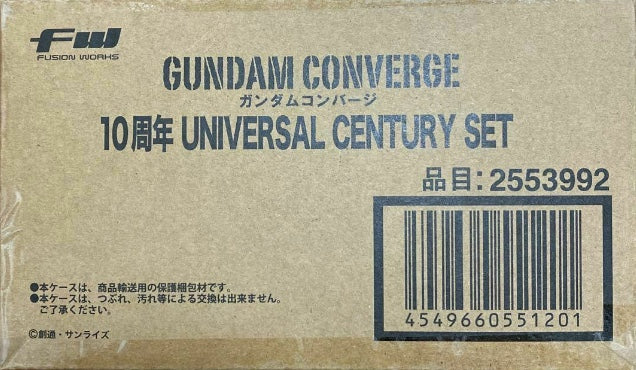 FW
FUSION WORKS
GUNDAM CONVERGE
ガンダムコンバージ
10周年 UNIVERSAL CENTURY SET
品目:2553992
●本ケースは、商品輸送用の保護梱包材です。
●本ケースは、つぶれ、汚れ等による交換は出来ません。
ご了承ください。
4549660551201
©創通・サンライズ